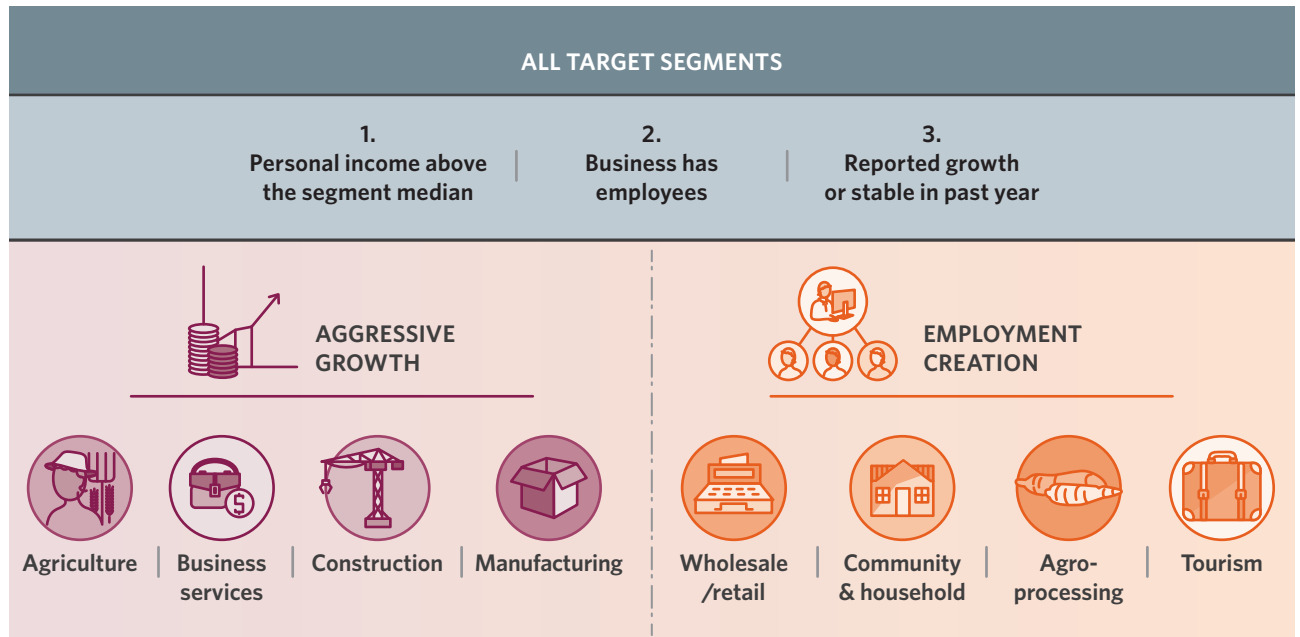 ALL TARGET SEGMENTS
1.
Personal income above
the segment median
2.
Business has
employees
3.
Reported growth
or stable in past year
AGGRESSIVE
GROWTH
EMPLOYMENT
CREATION
Agriculture
Business
services
$
Construction
Manufacturing
Wholesale
/retail
Community
& household
Agro-
processing
Tourism